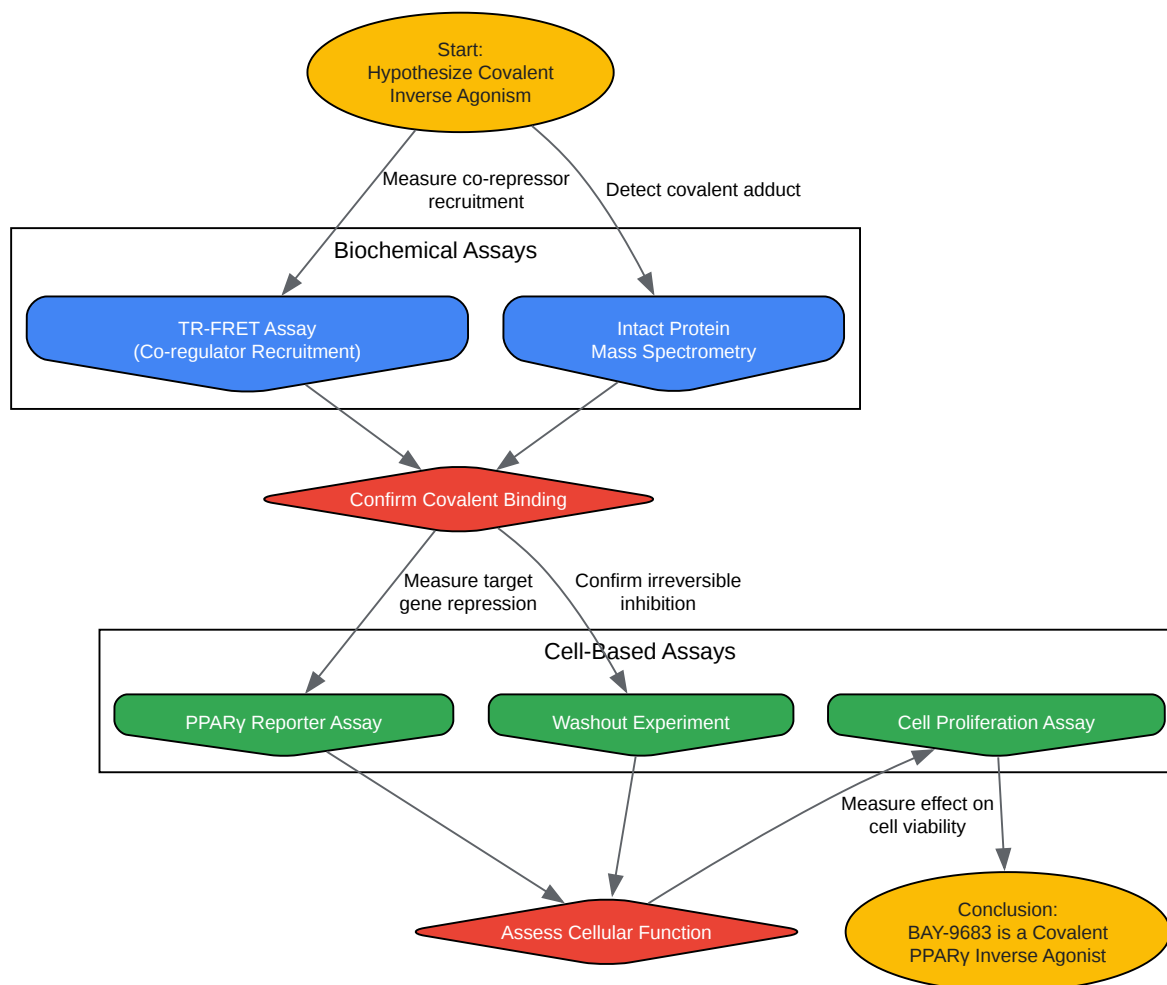 Start:
Hypothesize Covalent
Inverse Agonism
Measure co-repressor
recruitment
Detect covalent adduct
Biochemical Assays
TR-FRET Assay
(Co-regulator Recruitment)
Intact Protein
Mass Spectrometry
Confirm Covalent Binding
Measure target
gene repression
Confirm irreversible
inhibition
Cell-Based Assays
PPARγ Reporter Assay
Washout Experiment
Cell Proliferation Assay
Measure effect on
cell viability
Assess Cellular Function
Conclusion:
BAY-9683 is a Covalent
PPARγ Inverse Agonist